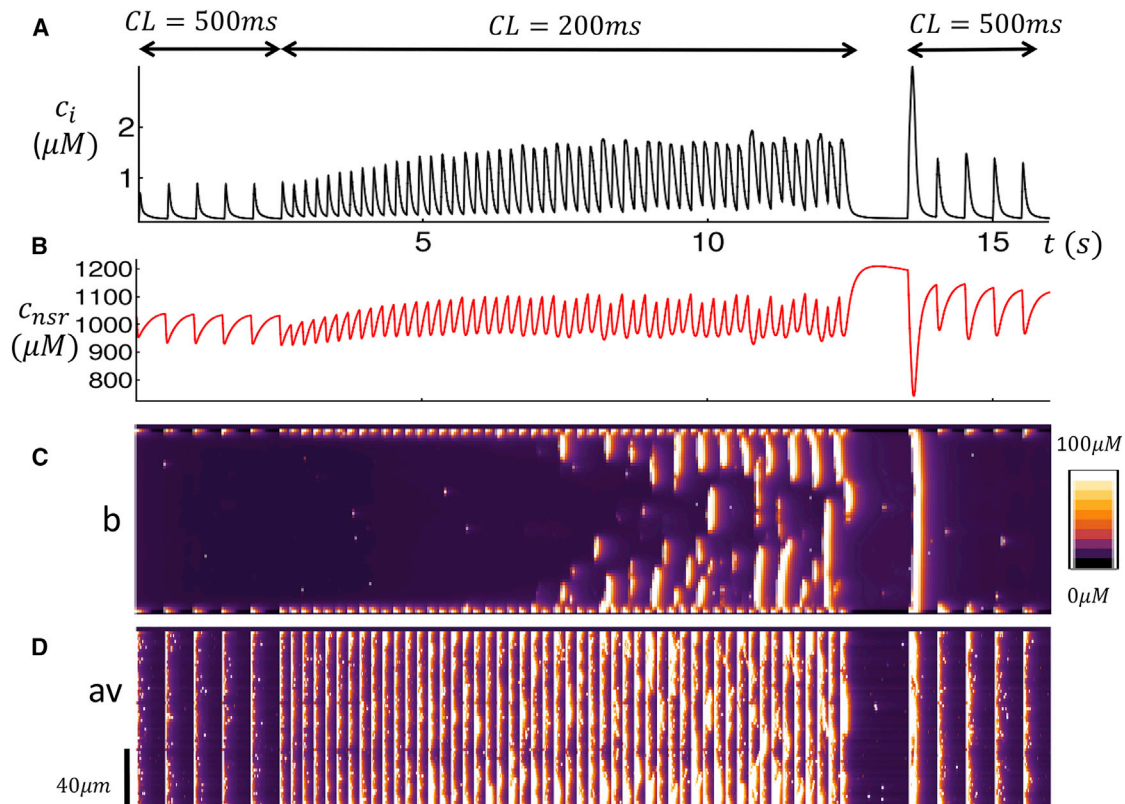 A
CL = 500ms
CL = 200ms
CL = 500ms
c_i
(μM)
2
1
5
10
15
t (s)
B
c_nsr
(μM)
1200
1100
1000
900
800
C
b
100μM
0μM
D
av
40μm